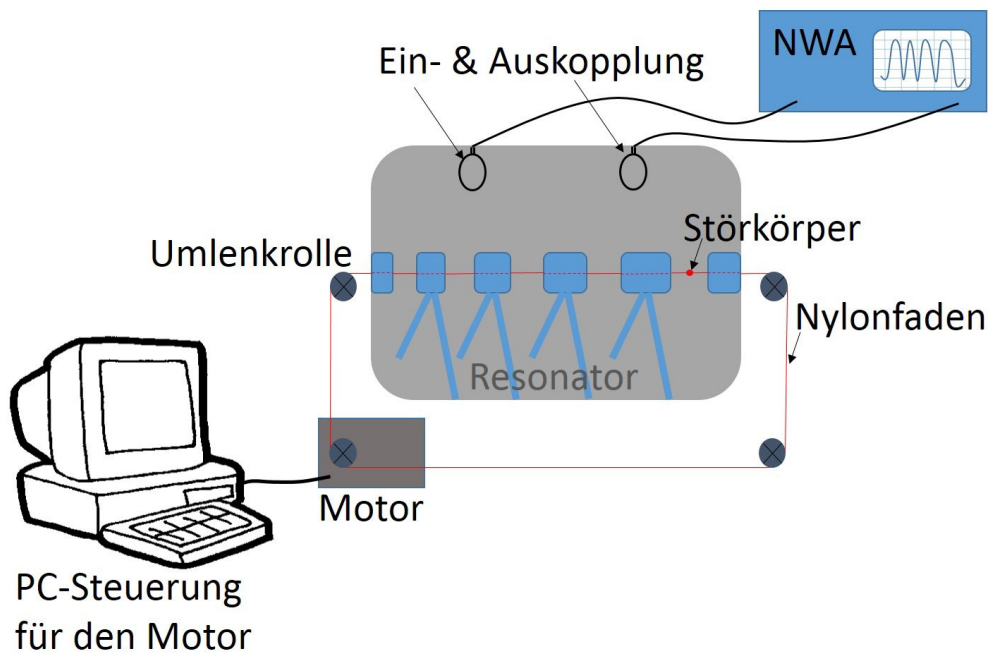 NWA
Ein- & Auskopplung
Störkörper
Umlenkrolle
Nylonfaden
Resonator
Motor
PC-Steuerung
für den Motor